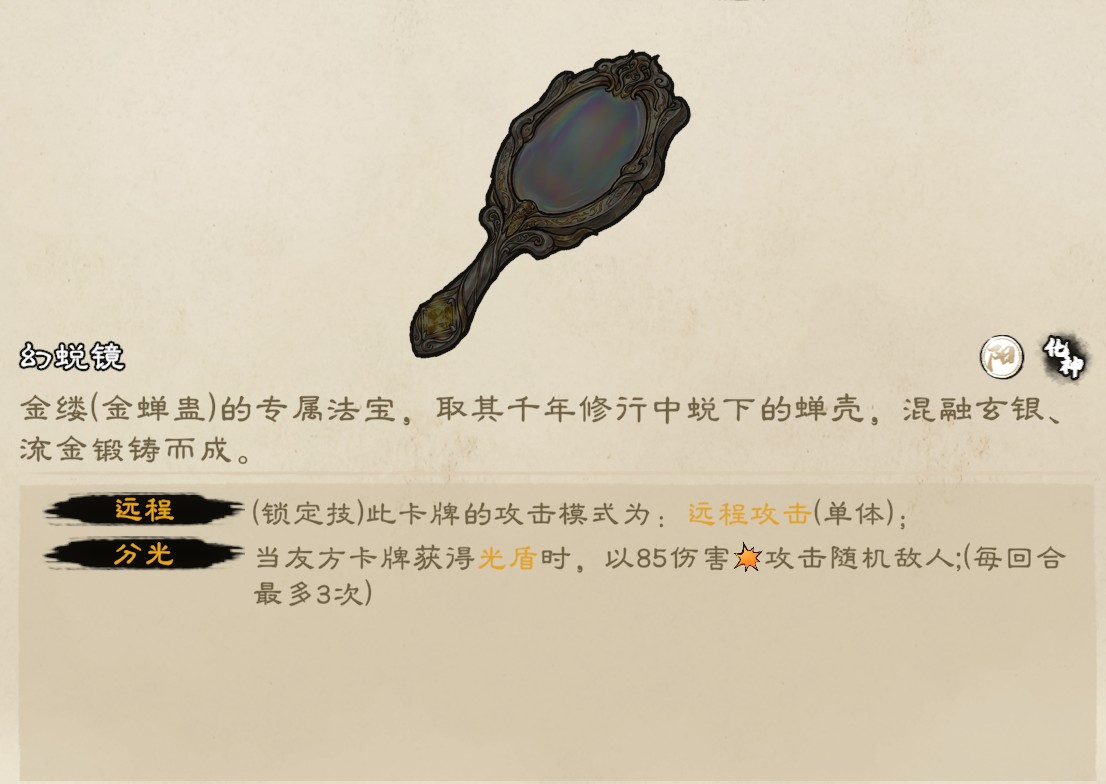 幻蜕镜
阳
化神
金缕(金蝉蛊)的专属法宝，取其千年修行中蜕下的蝉壳，混融玄银、
流金锻铸而成。
远程
(锁定技)此卡牌的攻击模式为：远程攻击(单体)；
分光
当友方卡牌获得光盾时，以85伤害攻击随机敌人;(每回合
最多3次)